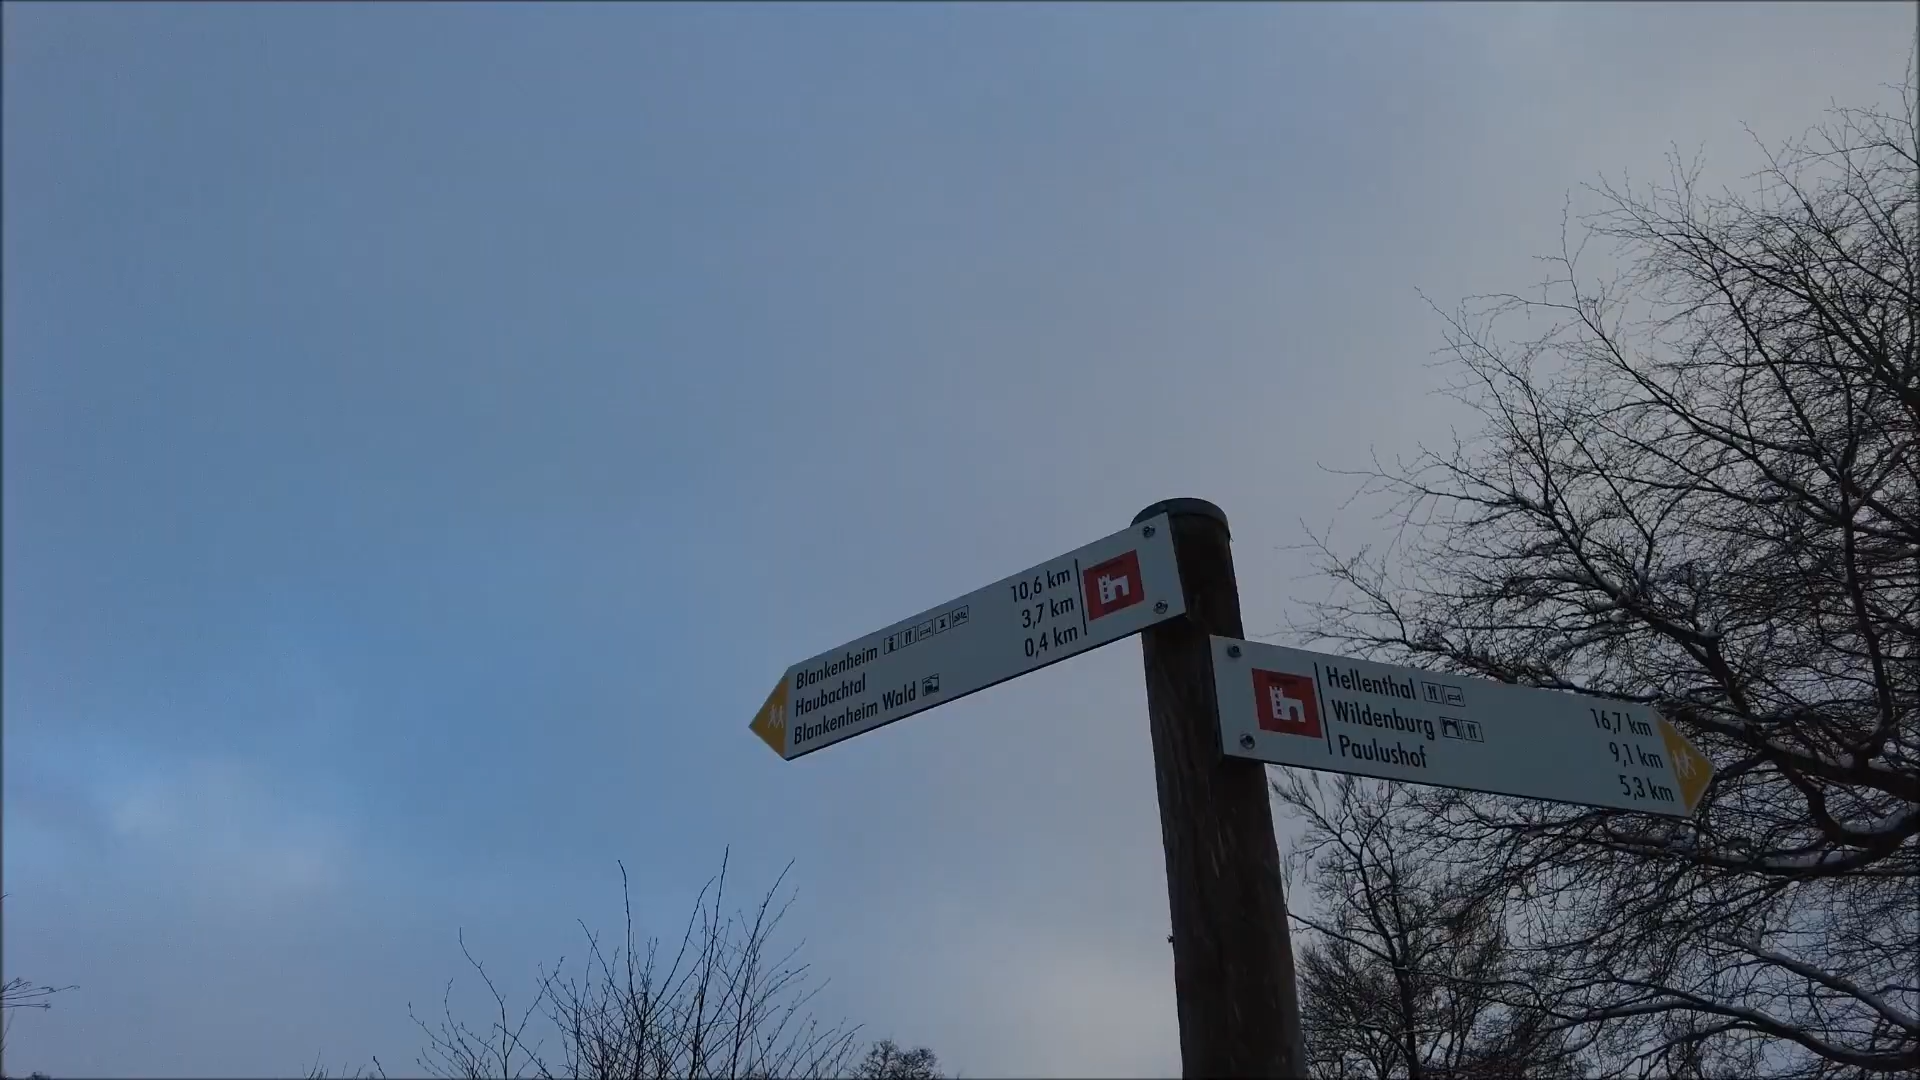 Blankenheim 10,6 km
Haubachtal 3,7 km
Blankenheim Wald 0,4 km
Hellenthal 16,7 km
Wildenburg 9,1 km
Paulushof 5,3 km